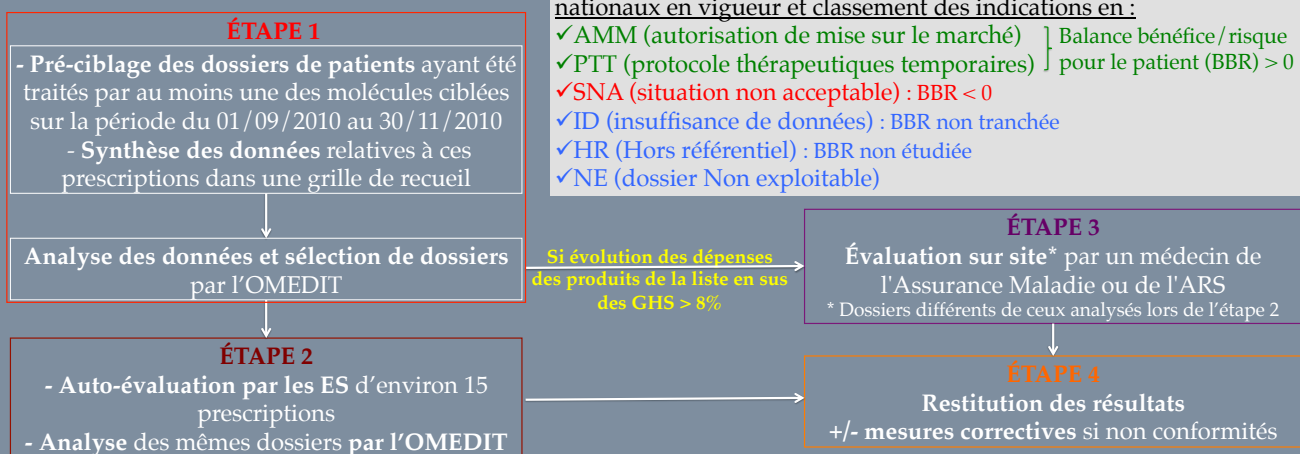 nationaux en vigueur et classement des indications en :
✓AMM (autorisation de mise sur le marché)
✓PTT (protocole thérapeutiques temporaires)
Balance bénéfice/risque
pour le patient (BBR) > 0
✓SNA (situation non acceptable) : BBR < 0
✓ID (insuffisance de données) : BBR non tranchée
✓HR (Hors référentiel) : BBR non étudiée
✓NE (dossier Non exploitable)
ÉTAPE 1
- Pré-ciblage des dossiers de patients ayant été
traités par au moins une des molécules ciblées
sur la période du 01/09/2010 au 30/11/2010
- Synthèse des données relatives à ces
prescriptions dans une grille de recueil
Analyse des données et sélection de dossiers
par l'OMEDIT
Si évolution des dépenses
des produits de la liste en sus
des GHS > 8%
ÉTAPE 3
Évaluation sur site* par un médecin de
l'Assurance Maladie ou de l'ARS
* Dossiers différents de ceux analysés lors de l'étape 2
ÉTAPE 2
- Auto-évaluation par les ES d'environ 15
prescriptions
- Analyse des mêmes dossiers par l'OMEDIT
ÉTAPE 4
Restitution des résultats
+/- mesures correctives si non conformités